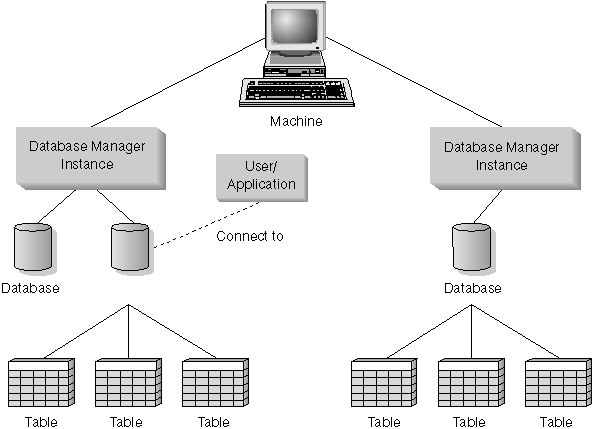 Machine
Database Manager
Instance
User/
Application
Database Manager
Instance
Connect to
Database
Database
Table
Table
Table
Table
Table
Table